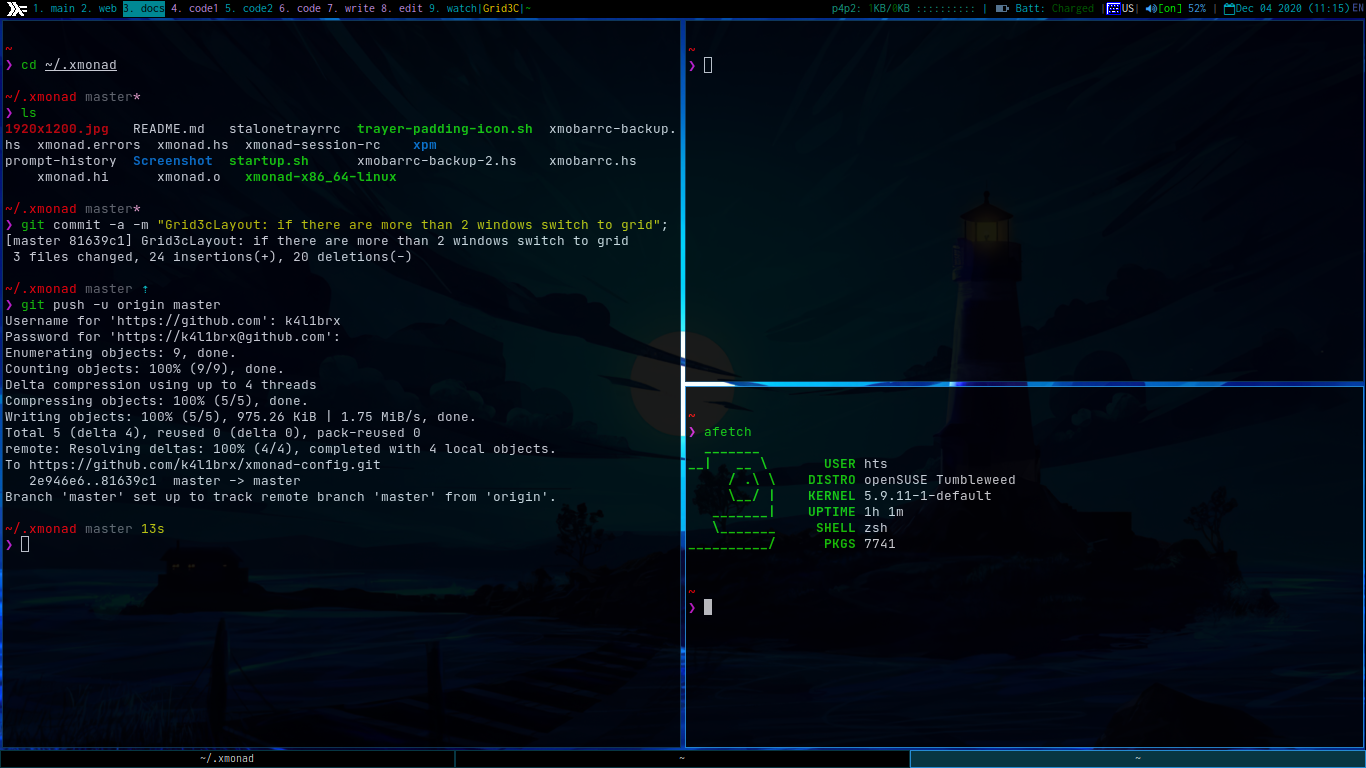 1. main 2. web 3. docs 4. code1 5. code2 6. code 7. write 8. edit 9. watch|Grid3C|~ p4p2: 1KB/0KB :::::::::: | Batt: Charged | US| [on] 52% | Dec 04 2020 (11:15) EN
~
❯ cd ~/.xmonad
~/.xmonad master*
❯ ls
1920x1200.jpg README.md stalonetrayrrc trayer-padding-icon.sh xmobarrc-backup.
hs xmonad.errors xmonad.hs xmonad-session-rc xpm
prompt-history Screenshot startup.sh xmobarrc-backup-2.hs xmobarrc.hs
xmonad.hi xmonad.o xmonad-x86_64-linux
~/.xmonad master*
❯ git commit -a -m "Grid3cLayout: if there are more than 2 windows switch to grid";
[master 81639c1] Grid3cLayout: if there are more than 2 windows switch to grid
3 files changed, 24 insertions(+), 20 deletions(-)
~/.xmonad master ⇡
❯ git push -u origin master
Username for 'https://github.com': k4l1brx
Password for 'https://k4l1brx@github.com':
Enumerating objects: 9, done.
Counting objects: 100% (9/9), done.
Delta compression using up to 4 threads
Compressing objects: 100% (5/5), done.
Writing objects: 100% (5/5), 975.26 KiB | 1.75 MiB/s, done.
Total 5 (delta 4), reused 0 (delta 0), pack-reused 0
remote: Resolving deltas: 100% (4/4), completed with 4 local objects.
To https://github.com/k4l1brx/xmonad-config.git
2e946e6..81639c1 master -> master
Branch 'master' set up to track remote branch 'master' from 'origin'.
~/.xmonad master 13s
❯
~
❯
~
❯ afetch
USER hts
DISTRO openSUSE Tumbleweed
KERNEL 5.9.11-1-default
UPTIME 1h 1m
SHELL zsh
PKGS 7741
~
❯
~/.xmonad ~ ~